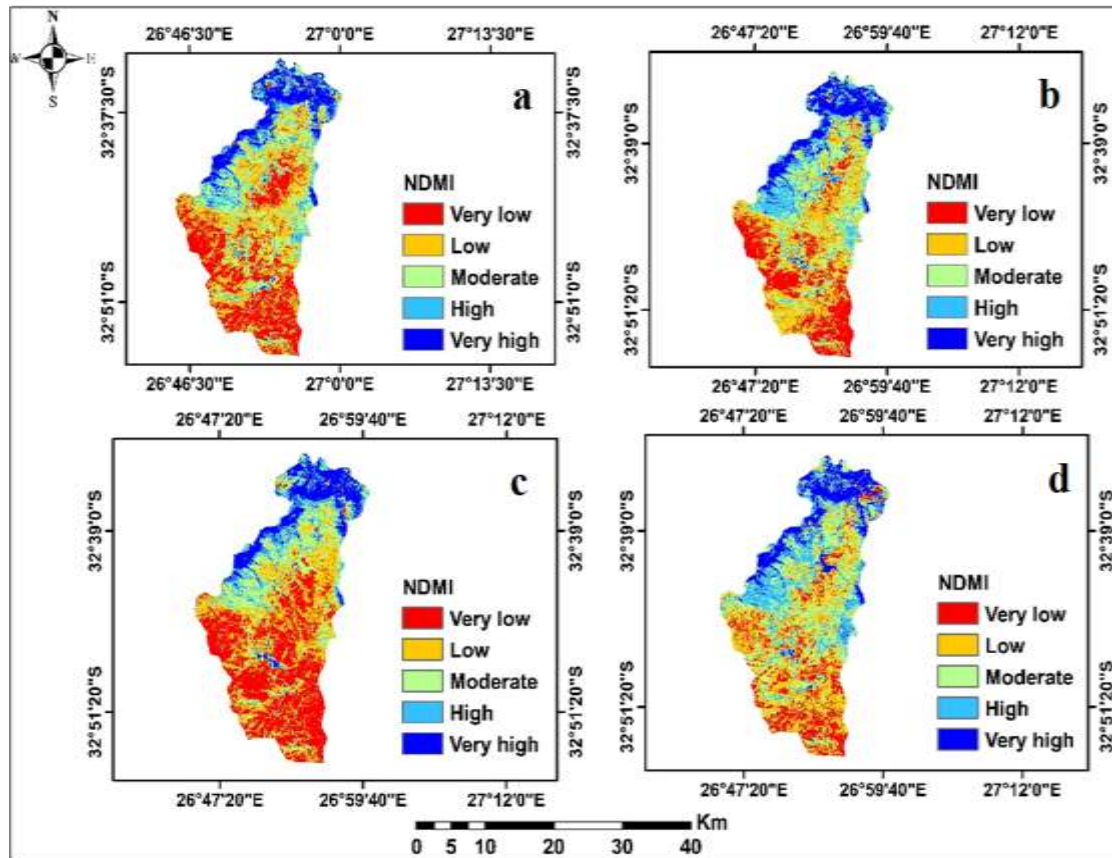 N
W E
S
26°46'30"E 27°0'0"E 27°13'30"E
32°37'30"S
32°51'0"S
a
NDMI
Very low
Low
Moderate
High
Very high
32°37'30"S
32°51'0"S
26°46'30"E 27°0'0"E 27°13'30"E
26°47'20"E 26°59'40"E 27°12'0"E
32°39'0"S
32°51'20"S
b
NDMI
Very low
Low
Moderate
High
Very high
32°39'0"S
32°51'20"S
26°47'20"E 26°59'40"E 27°12'0"E
26°47'20"E 26°59'40"E 27°12'0"E
32°39'0"S
32°51'20"S
c
NDMI
Very low
Low
Moderate
High
Very high
32°39'0"S
32°51'20"S
26°47'20"E 26°59'40"E 27°12'0"E
26°47'20"E 26°59'40"E 27°12'0"E
32°39'0"S
32°51'20"S
d
NDMI
Very low
Low
Moderate
High
Very high
32°39'0"S
32°51'20"S
26°47'20"E 26°59'40"E 27°12'0"E
Km
0 5 10 20 30 40